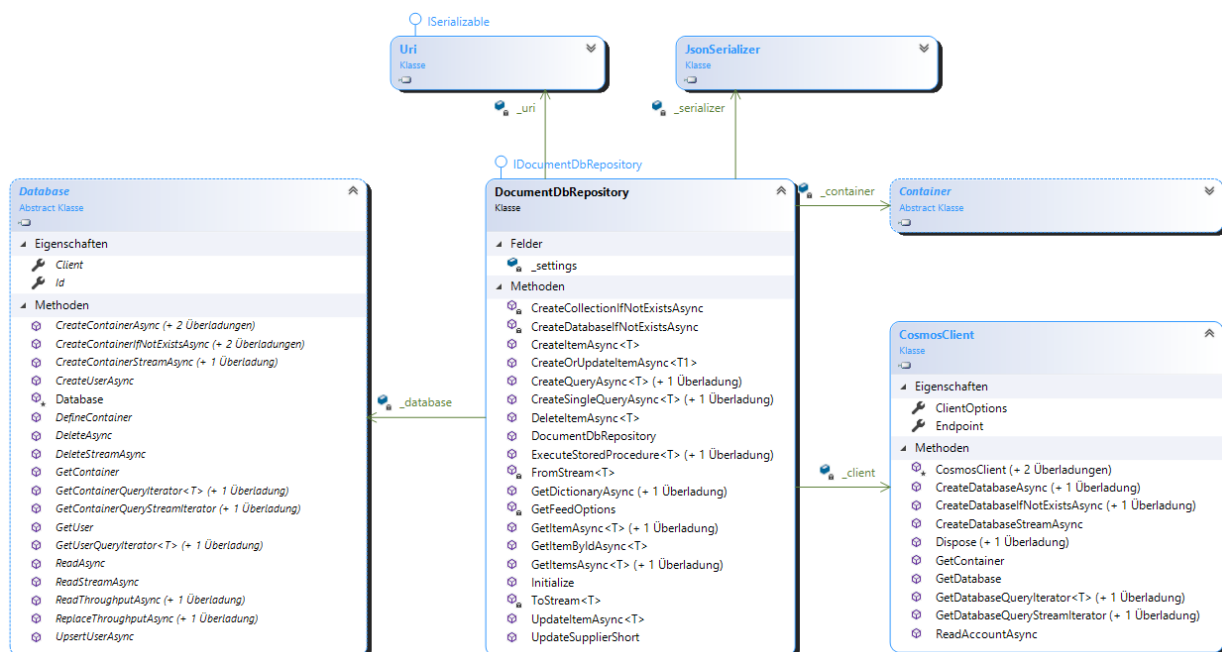 ISerializable
Uri
Klasse
JsonSerializer
Klasse
_uri
_serializer
IDocumentDbRepository
Database
Abstract Klasse
Eigenschaften
Client
Id
Methoden
CreateContainerAsync (+ 2 Überladungen)
CreateContainerIfNotExistsAsync (+ 2 Überladungen)
CreateContainerStreamAsync (+ 1 Überladung)
CreateUserAsync
Database
DefineContainer
DeleteAsync
DeleteStreamAsync
GetContainer
GetContainerQueryIterator<T> (+ 1 Überladung)
GetContainerQueryStreamIterator (+ 1 Überladung)
GetUser
GetUserQueryIterator<T> (+ 1 Überladung)
ReadAsync
ReadStreamAsync
ReadThroughputAsync (+ 1 Überladung)
ReplaceThroughputAsync (+ 1 Überladung)
UpsertUserAsync
_database
DocumentDbRepository
Klasse
Felder
_settings
Methoden
CreateCollectionIfNotExistsAsync
CreateDatabaseIfNotExistsAsync
CreateItemAsync<T>
CreateOrUpdateItemAsync<T1>
CreateQueryAsync<T> (+ 1 Überladung)
CreateSingleQueryAsync<T> (+ 1 Überladung)
DeleteItemAsync<T>
DocumentDbRepository
ExecuteStoredProcedure<T> (+ 1 Überladung)
FromStream<T>
GetDictionaryAsync (+ 1 Überladung)
GetFeedOptions
GetItemAsync<T> (+ 1 Überladung)
GetItemByIdAsync<T>
GetItemsAsync<T> (+ 1 Überladung)
Initialize
ToStream<T>
UpdateItemAsync<T>
UpdateSupplierShort
_container
Container
Abstract Klasse
_client
CosmosClient
Klasse
Eigenschaften
ClientOptions
Endpoint
Methoden
CosmosClient (+ 2 Überladungen)
CreateDatabaseAsync (+ 1 Überladung)
CreateDatabaseIfNotExistsAsync (+ 1 Überladung)
CreateDatabaseStreamAsync
Dispose (+ 1 Überladung)
GetContainer
GetDatabase
GetDatabaseQueryIterator<T> (+ 1 Überladung)
GetDatabaseQueryStreamIterator (+ 1 Überladung)
ReadAccountAsync